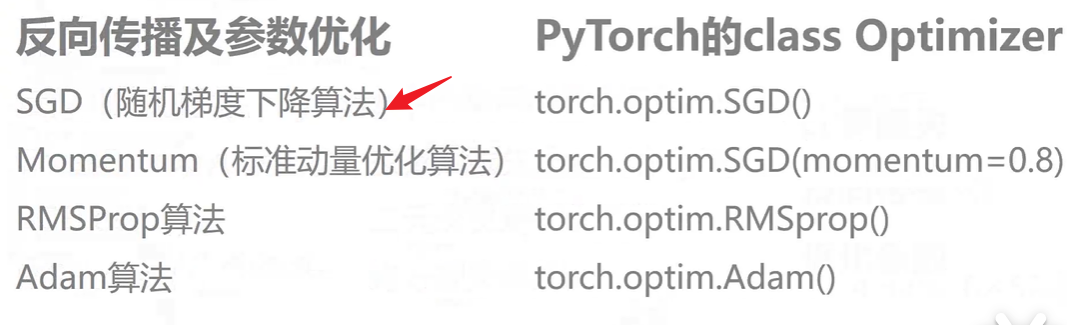 反向传播及参数优化 PyTorch的class Optimizer
SGD（随机梯度下降算法） torch.optim.SGD()
Momentum（标准动量优化算法） torch.optim.SGD(momentum=0.8)
RMSProp算法 torch.optim.RMSprop()
Adam算法 torch.optim.Adam()